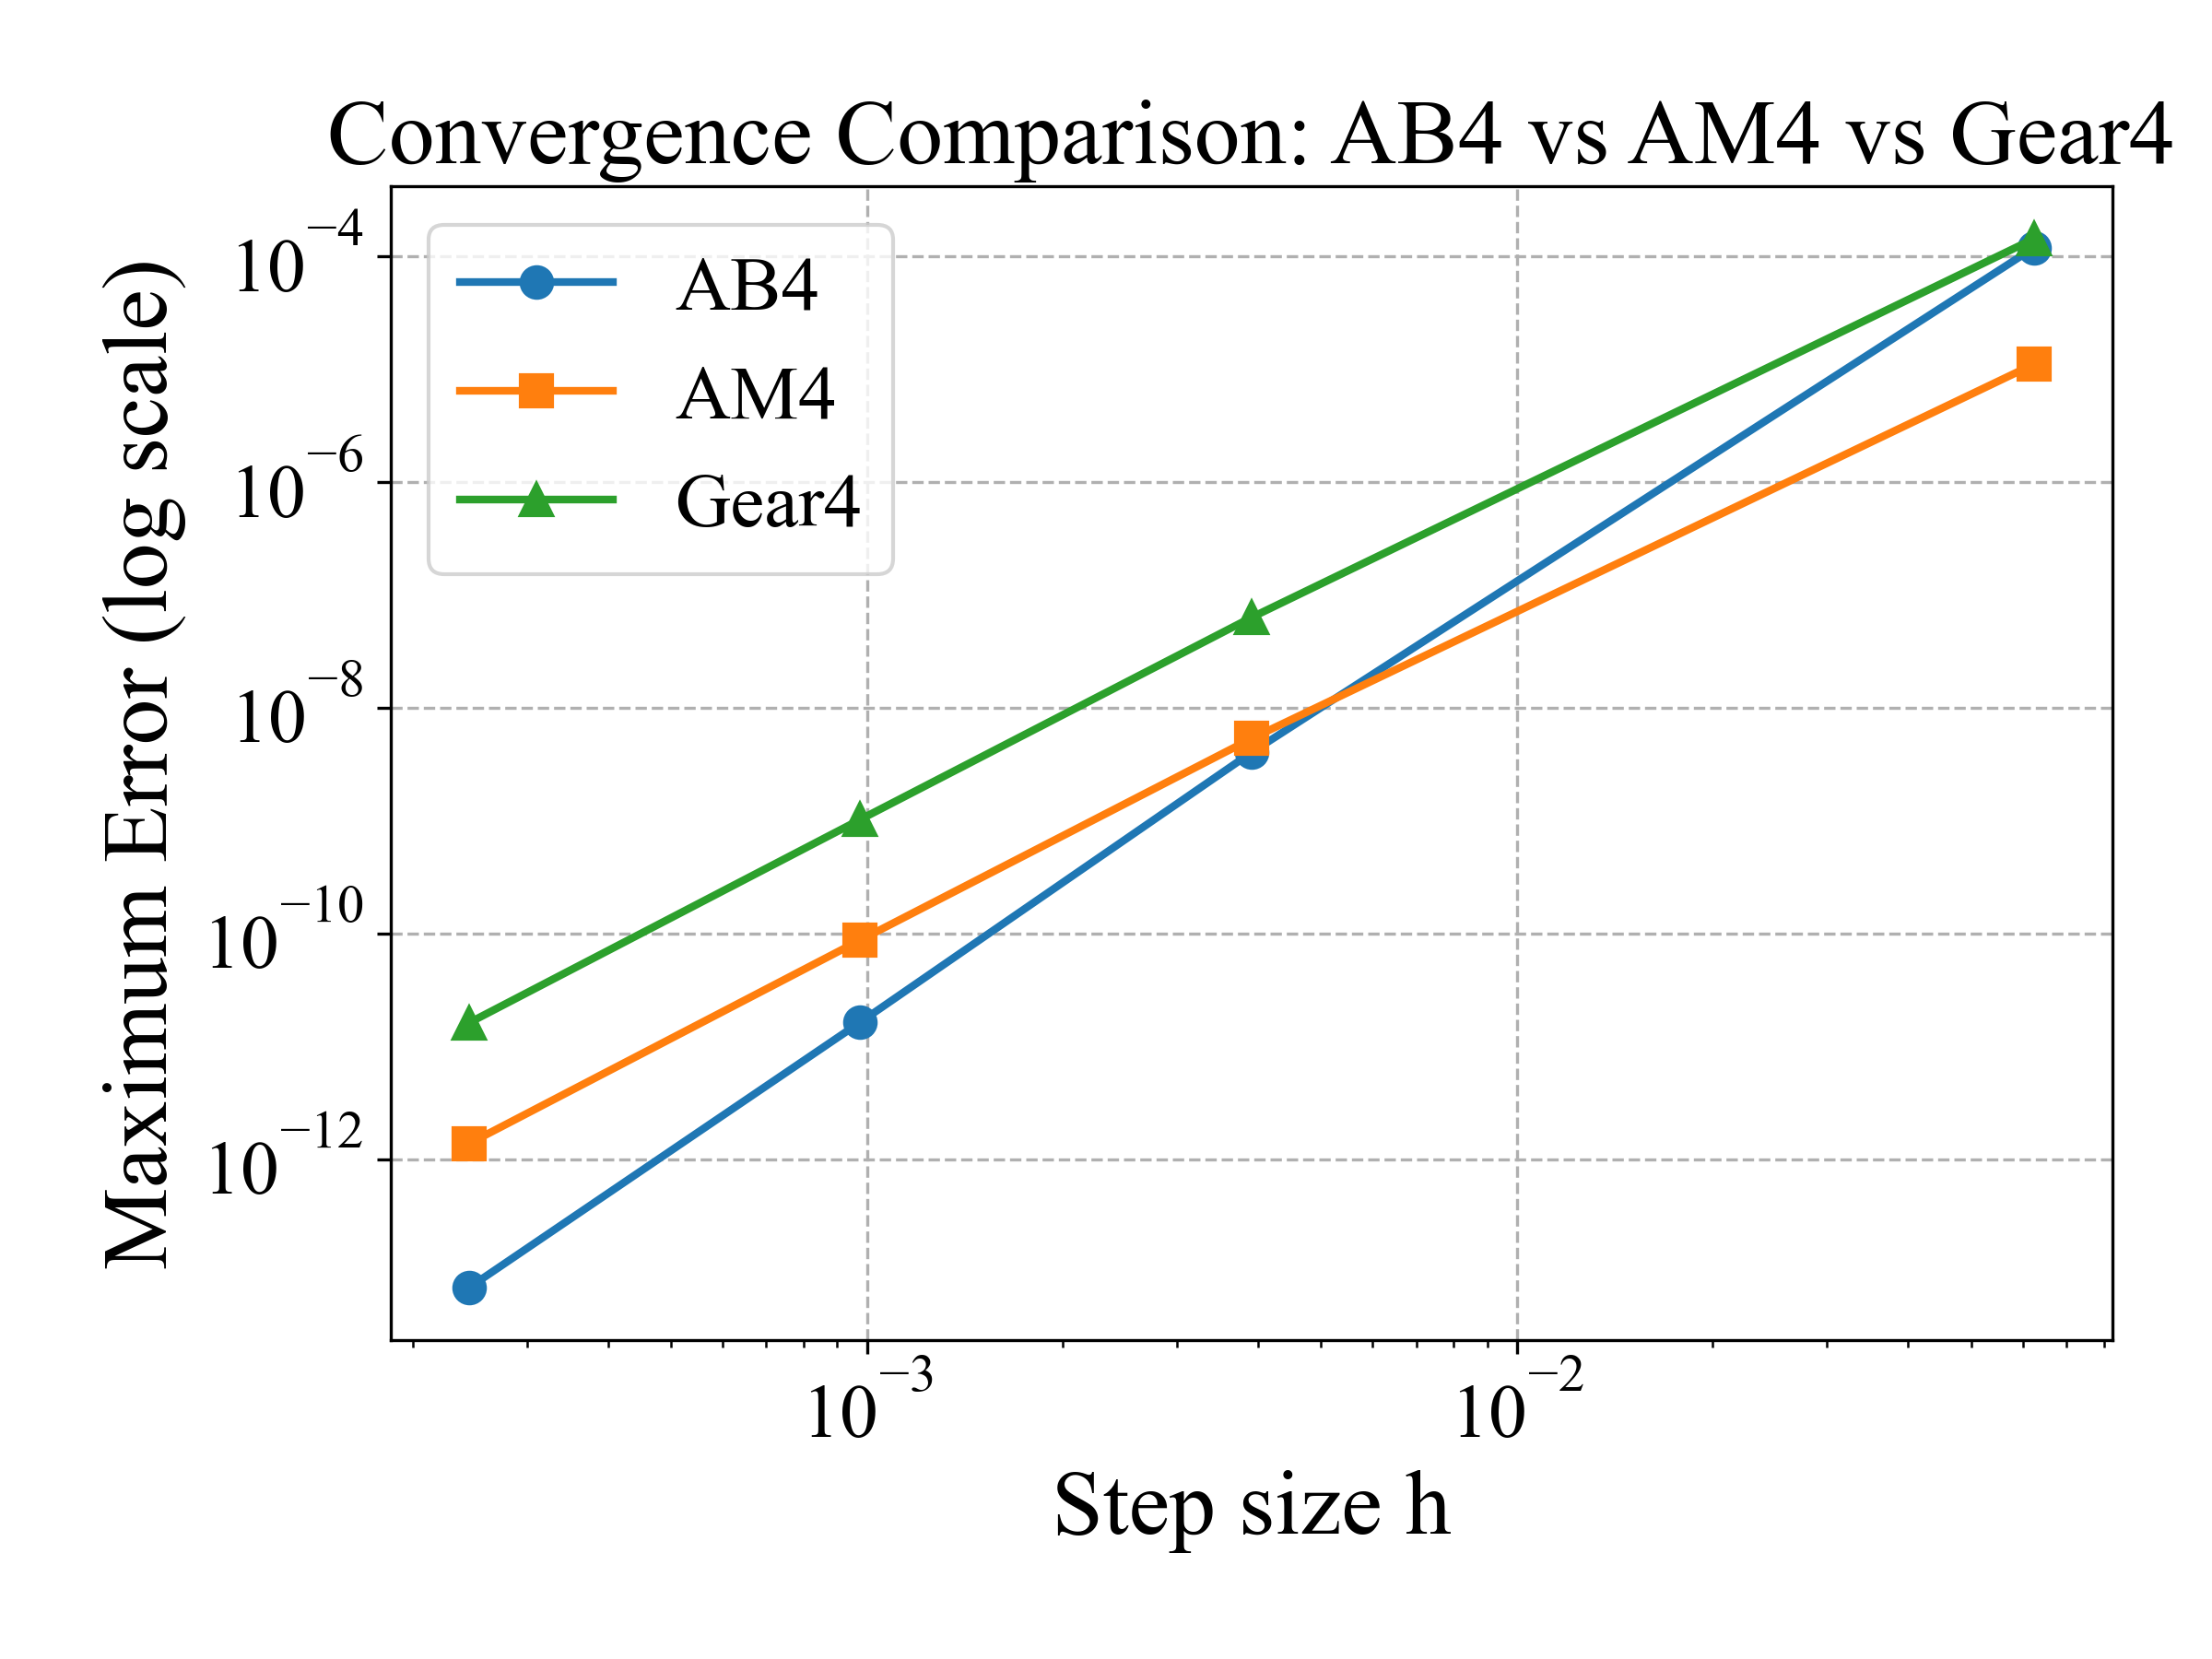 Convergence Comparison: AB4 vs AM4 vs Gear4
AB4
AM4
Gear4
Maximum Error (log scale)
10⁻⁴
10⁻⁶
10⁻⁸
10⁻¹⁰
10⁻¹²
10⁻³
10⁻²
Step size h